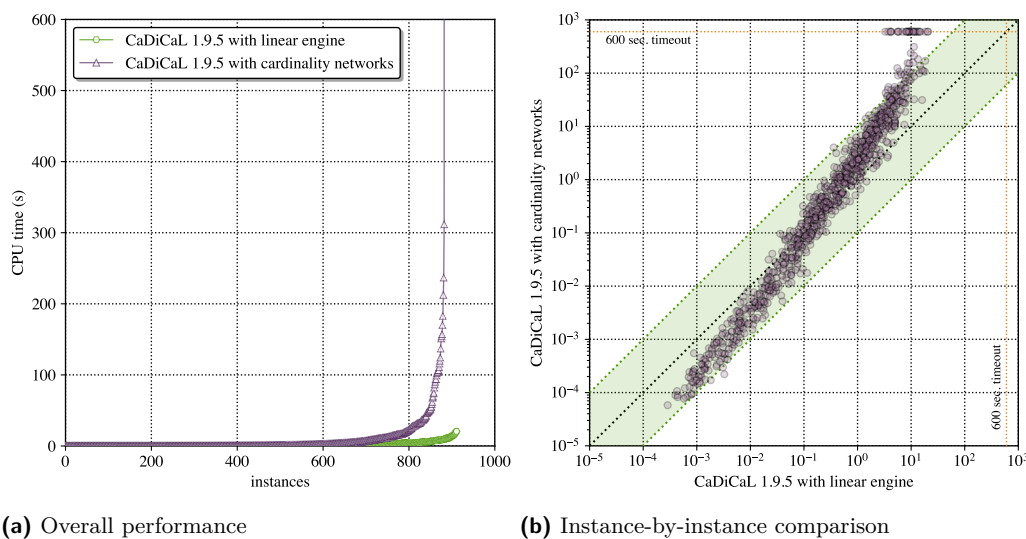 600
500
400
300
200
100
0
CPU time (s)
CaDiCaL 1.9.5 with linear engine
CaDiCaL 1.9.5 with cardinality networks
0 200 400 600 800 1000
instances
10^3
10^2
10^1
10^0
10^-1
10^-2
10^-3
10^-4
10^-5
CaDiCaL 1.9.5 with cardinality networks
600 sec. timeout
600 sec. timeout
10^-5 10^-4 10^-3 10^-2 10^-1 10^0 10^1 10^2 10^3
CaDiCaL 1.9.5 with linear engine
(a) Overall performance
(b) Instance-by-instance comparison